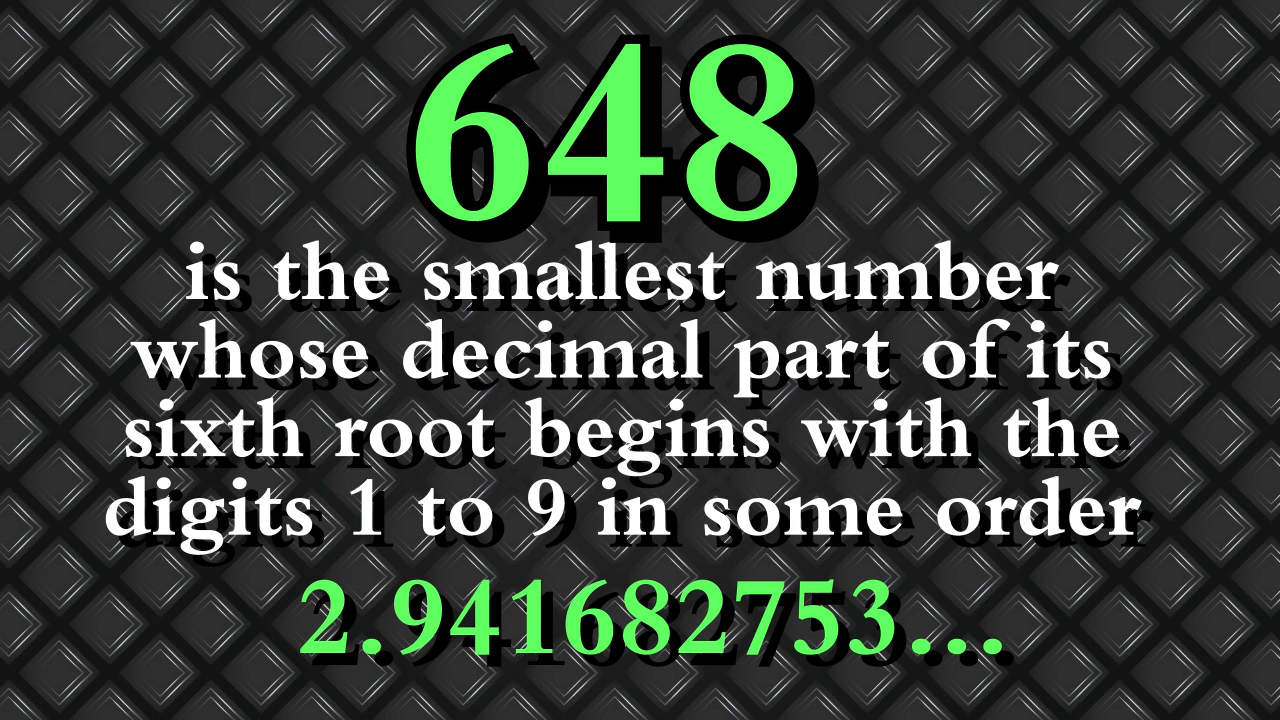 648
is the smallest number
whose decimal part of its
sixth root begins with the
digits 1 to 9 in some order
2.941682753...